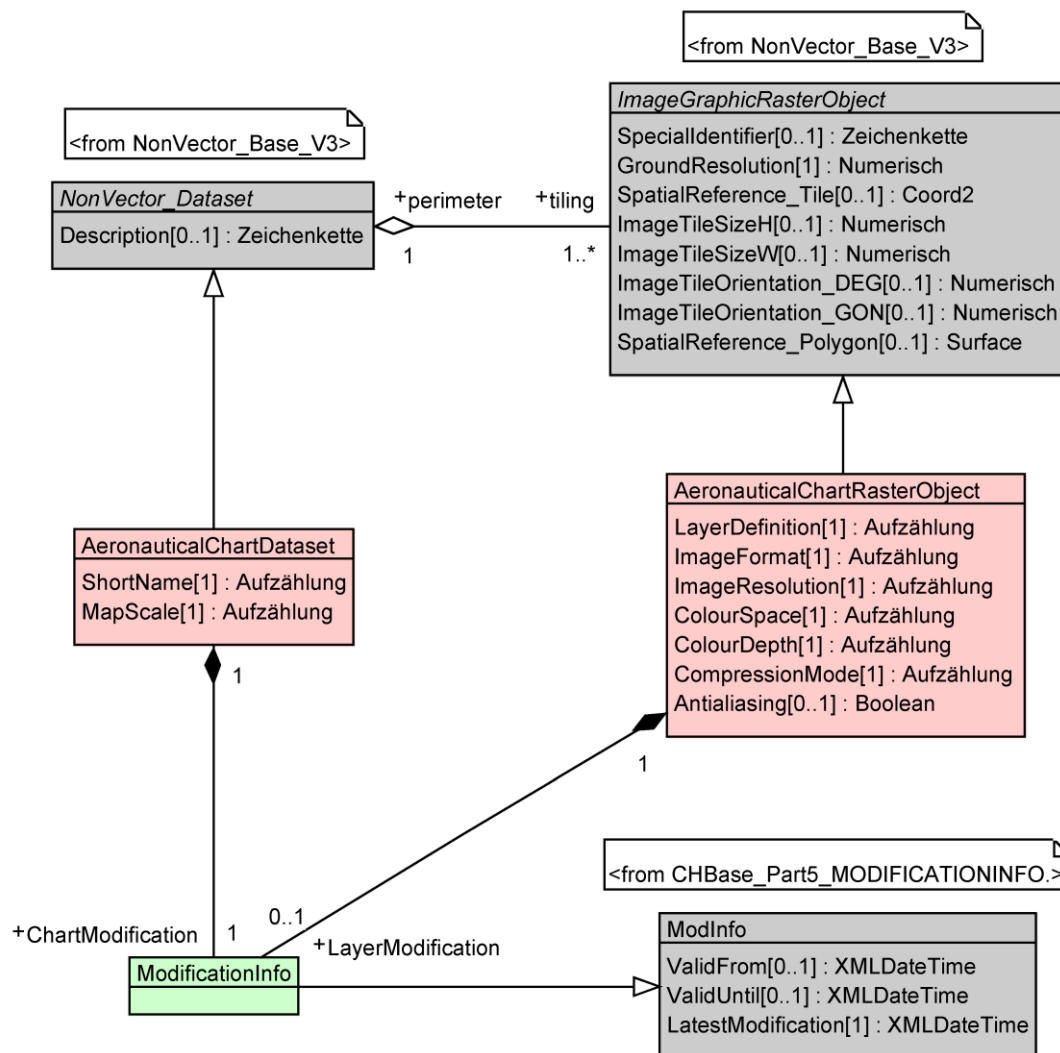 <from NonVector_Base_V3>
ImageGraphicRasterObject
SpecialIdentifier[0..1] : Zeichenkette
GroundResolution[1] : Numerisch
SpatialReference_Tile[0..1] : Coord2
ImageTileSizeH[0..1] : Numerisch
ImageTileSizeW[0..1] : Numerisch
ImageTileOrientation_DEG[0..1] : Numerisch
ImageTileOrientation_GON[0..1] : Numerisch
SpatialReference_Polygon[0..1] : Surface
<from NonVector_Base_V3>
NonVector_Dataset
Description[0..1] : Zeichenkette
+perimeter
+tiling
1
1..*
AeronauticalChartRasterObject
LayerDefinition[1] : Aufzählung
ImageFormat[1] : Aufzählung
ImageResolution[1] : Aufzählung
ColourSpace[1] : Aufzählung
ColourDepth[1] : Aufzählung
CompressionMode[1] : Aufzählung
Antialiasing[0..1] : Boolean
AeronauticalChartDataset
ShortName[1] : Aufzählung
MapScale[1] : Aufzählung
1
1
<from CHBase_Part5_MODIFICATIONINFO.>
0..1
+ChartModification
1
+LayerModification
ModificationInfo
ModInfo
ValidFrom[0..1] : XMLDateTime
ValidUntil[0..1] : XMLDateTime
LatestModification[1] : XMLDateTime